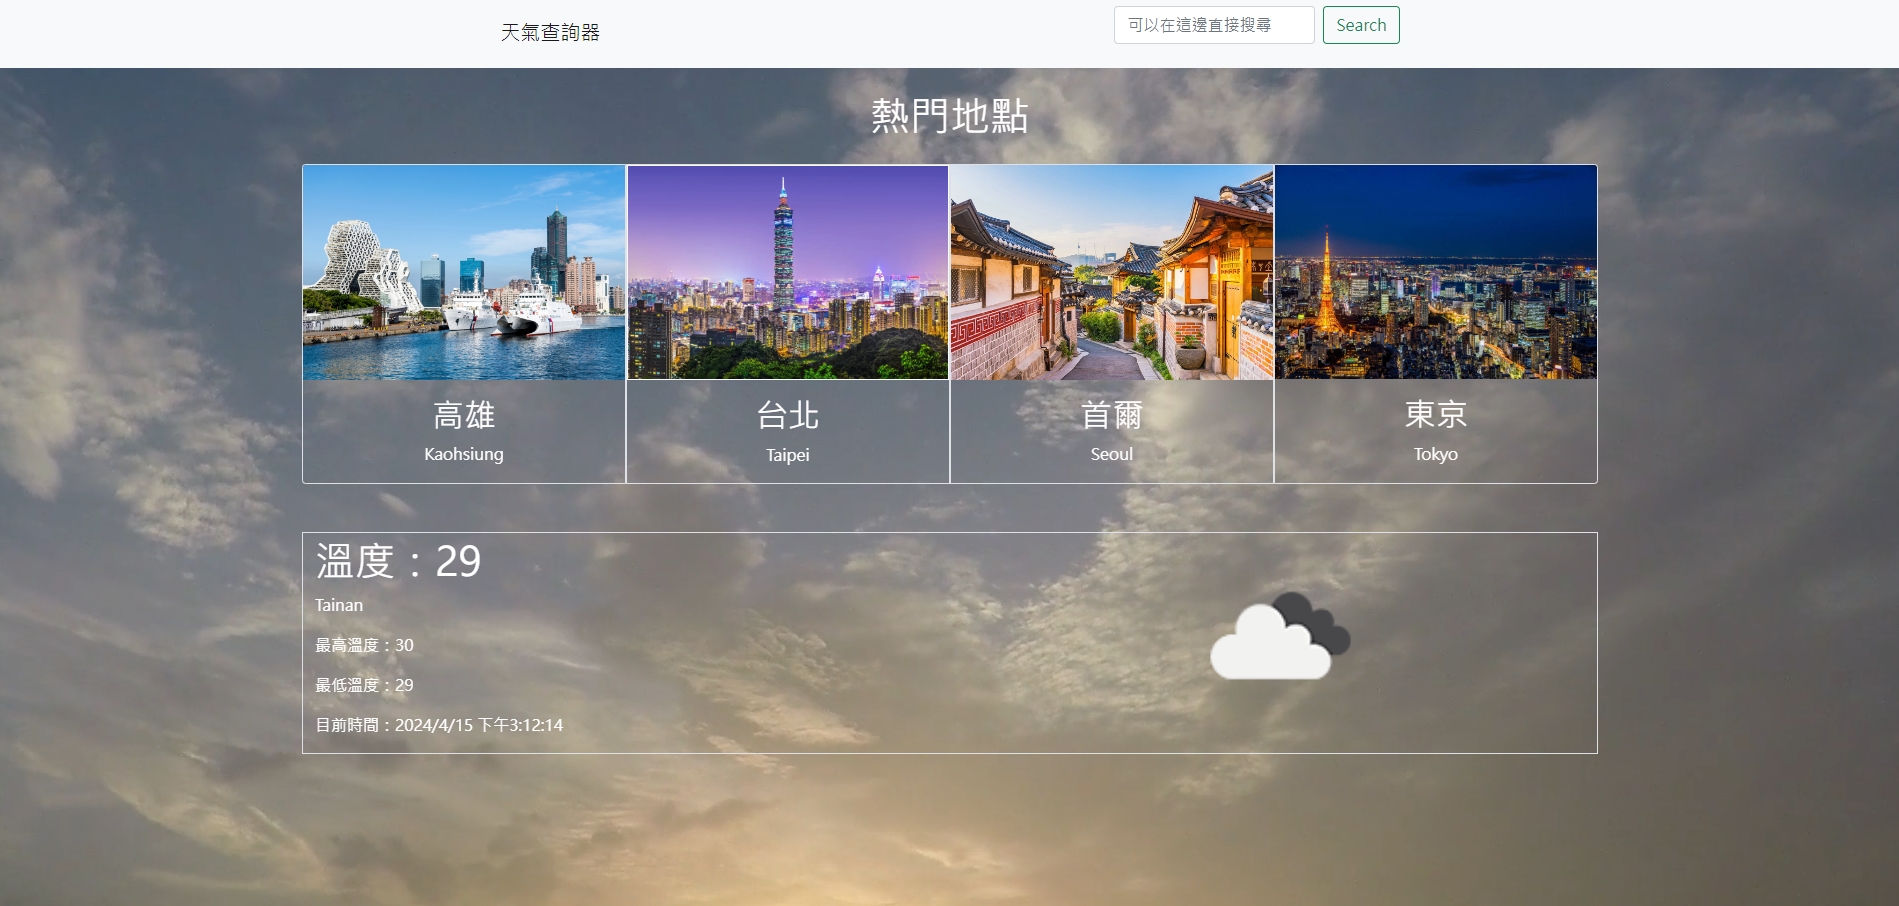 天氣查詢器
可以在這邊直接搜尋
Search
熱門地點
高雄
Kaohsiung
台北
Taipei
首爾
Seoul
東京
Tokyo
溫度：29
Tainan
最高溫度：30
最低溫度：29
目前時間：2024/4/15 下午3:12:14